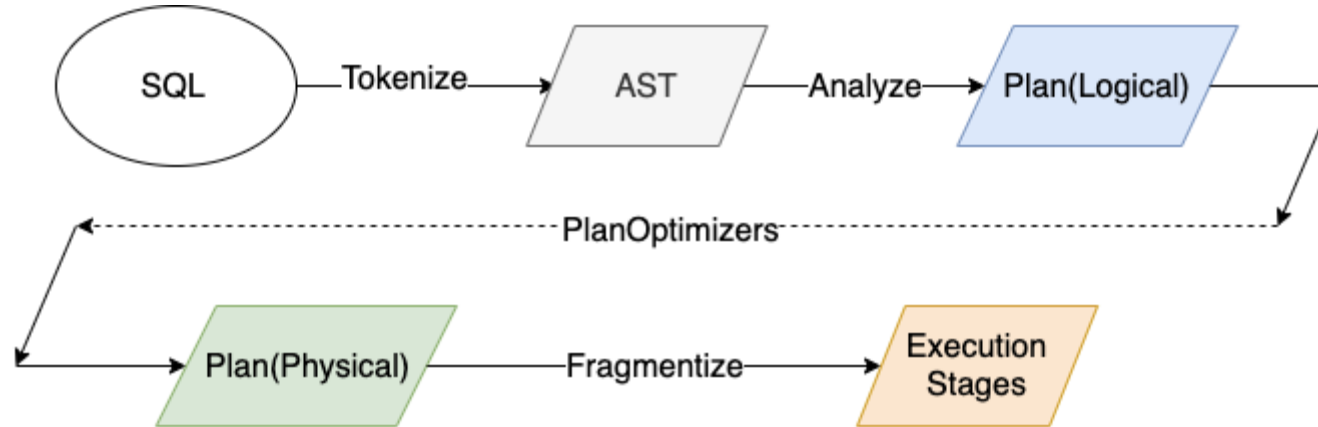 SQL
Tokenize
AST
Analyze
Plan(Logical)
PlanOptimizers
Plan(Physical)
Fragmentize
Execution
Stages